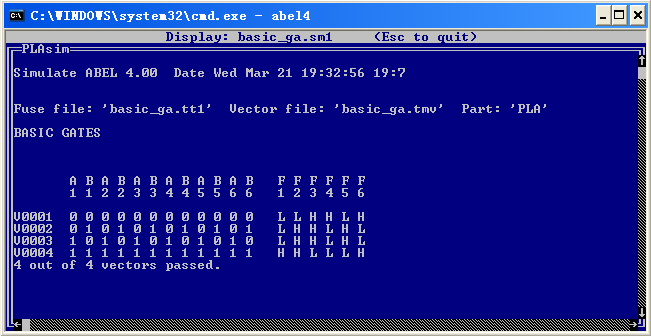 C:\WINDOWS\system32\cmd.exe - abel4
Display: basic_ga.sm1 (Esc to quit)
PLAsim
Simulate ABEL 4.00 Date Wed Mar 21 19:32:56 19:7
Fuse file: 'basic_ga.tt1' Vector file: 'basic_ga.tmv' Part: 'PLA'
BASIC GATES
A B A B A B A B A B A B F F F F F F
1 1 2 2 3 3 4 4 5 5 6 6 1 2 3 4 5 6
V0001 0 0 0 0 0 0 0 0 0 0 0 0 L L H H L H
V0002 0 1 0 1 0 1 0 1 0 1 0 1 L H L H H L
V0003 1 0 1 0 1 0 1 0 1 0 1 0 L H L H H L
V0004 1 1 1 1 1 1 1 1 1 1 1 1 H H L L L H
4 out of 4 vectors passed.